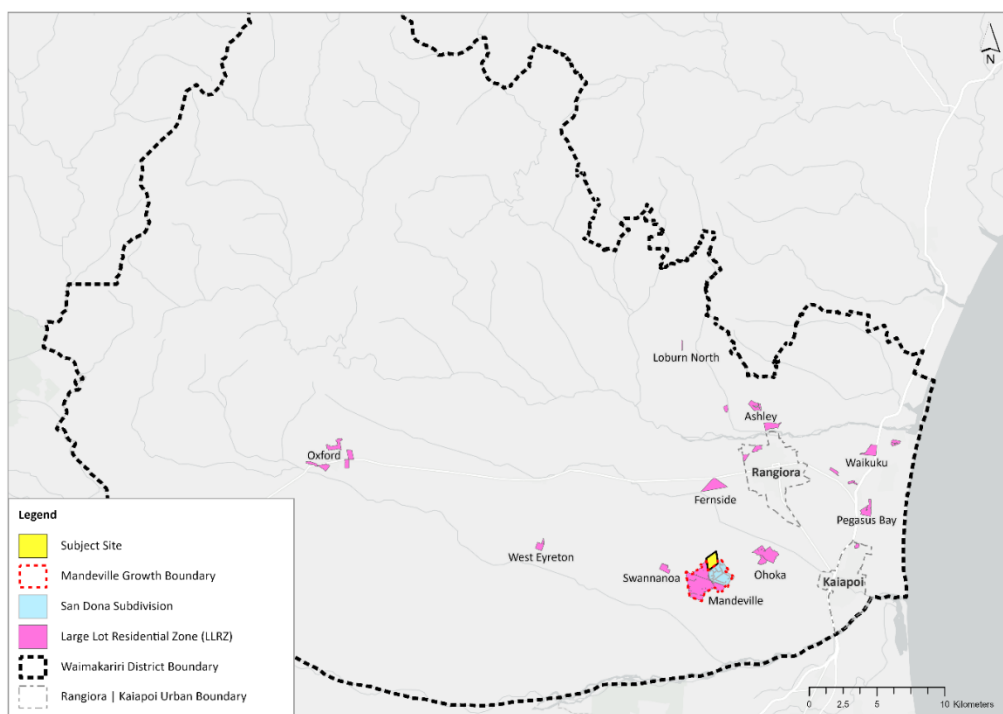 N
Loburn North
Ashley
Oxford
Rangiora
Waikuku
Fernside
Pegasus Bay
West Eyreton
Swannanoa
Ohoka
Kaiapoi
Mandeville
Legend
Subject Site
Mandeville Growth Boundary
San Dona Subdivision
Large Lot Residential Zone (LLRZ)
Waimakariri District Boundary
Rangiora | Kaiapoi Urban Boundary
0 2.5 5 10 Kilometers